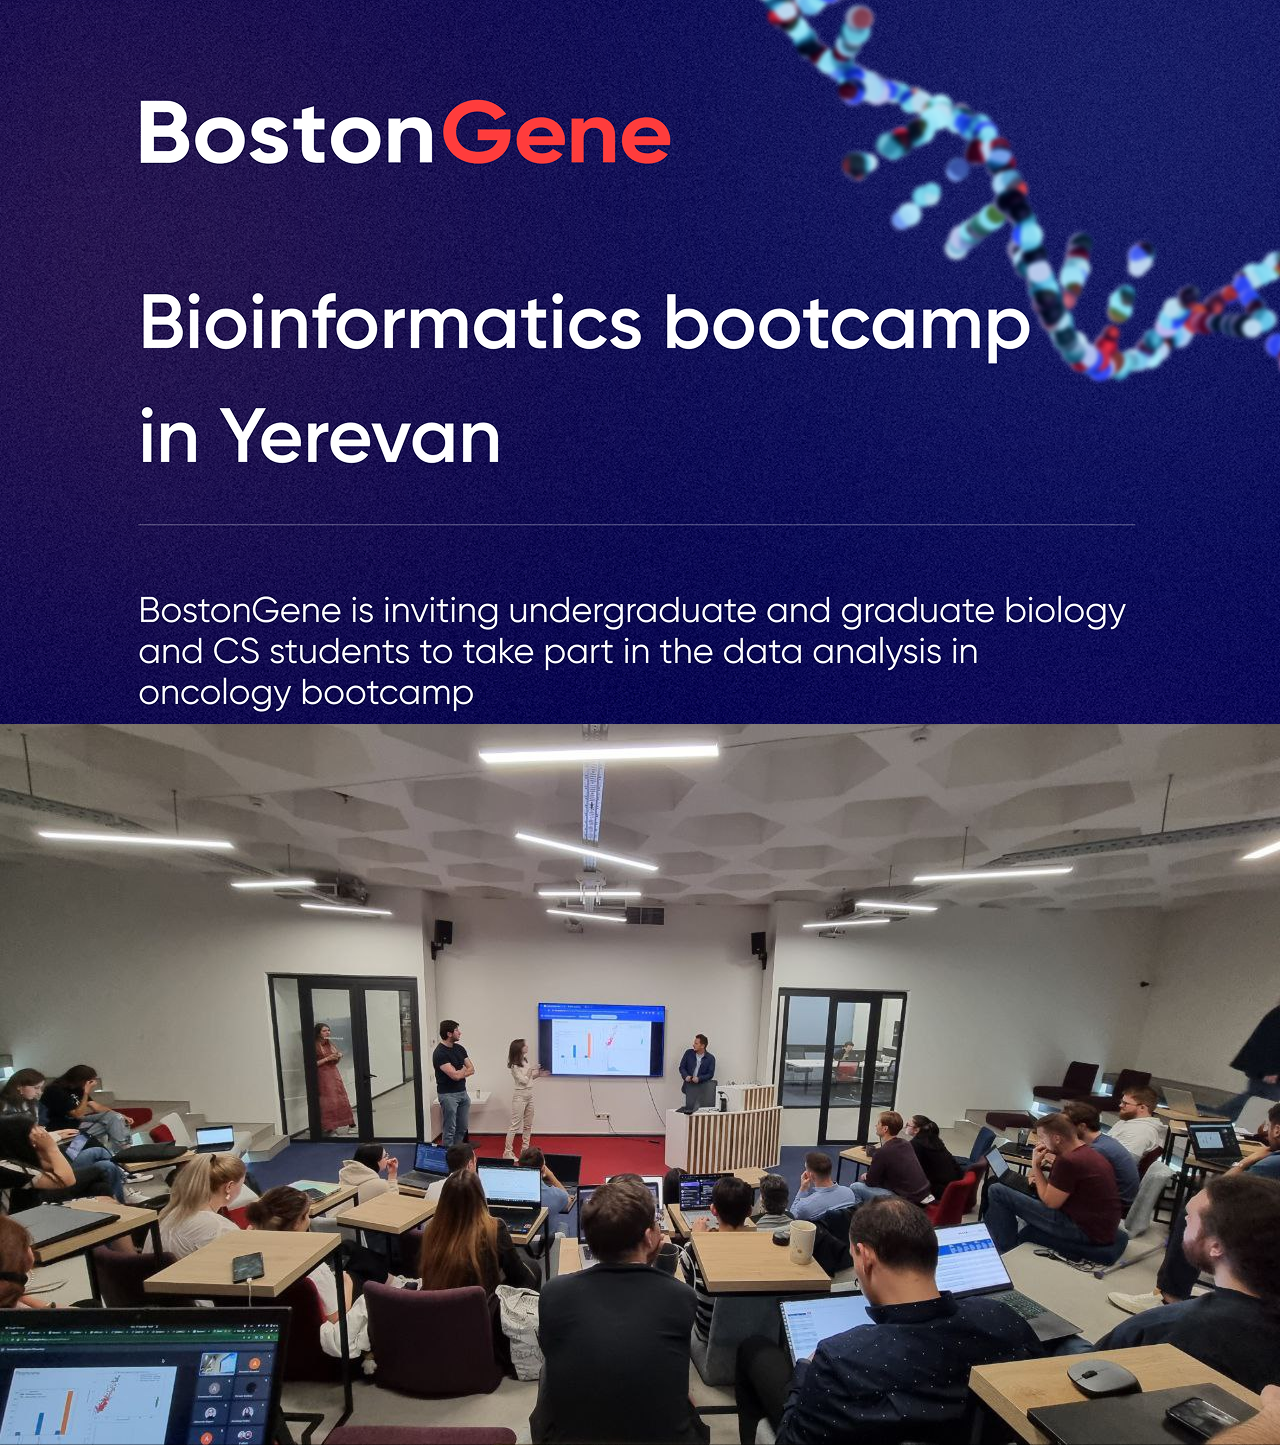 BostonGene
Bioinformatics bootcamp
in Yerevan
BostonGene is inviting undergraduate and graduate biology
and CS students to take part in the data analysis in
oncology bootcamp